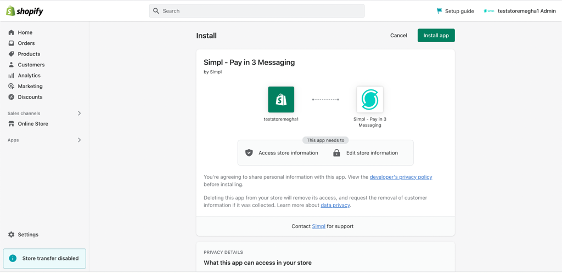 shopify
Search
Setup guide
teststoremeghs1 Admin
Home
Orders
Products
Customers
Analytics
Marketing
Discounts
Sales channels
Online Store
Apps
Settings
Store transfer disabled
Install
Cancel
Install app
Simpl - Pay in 3 Messaging
by Simpl
teststoremeghs1
Simpl - Pay in 3
Messaging
This app needs to
Access store information
Edit store information
You're agreeing to share personal information with this app. View the developer's privacy policy
before installing.
Deleting this app from your store will remove its access, and request the removal of customer
information if it was collected. Learn more about data privacy.
Contact Simpl for support
PRIVACY DETAILS
What this app can access in your store